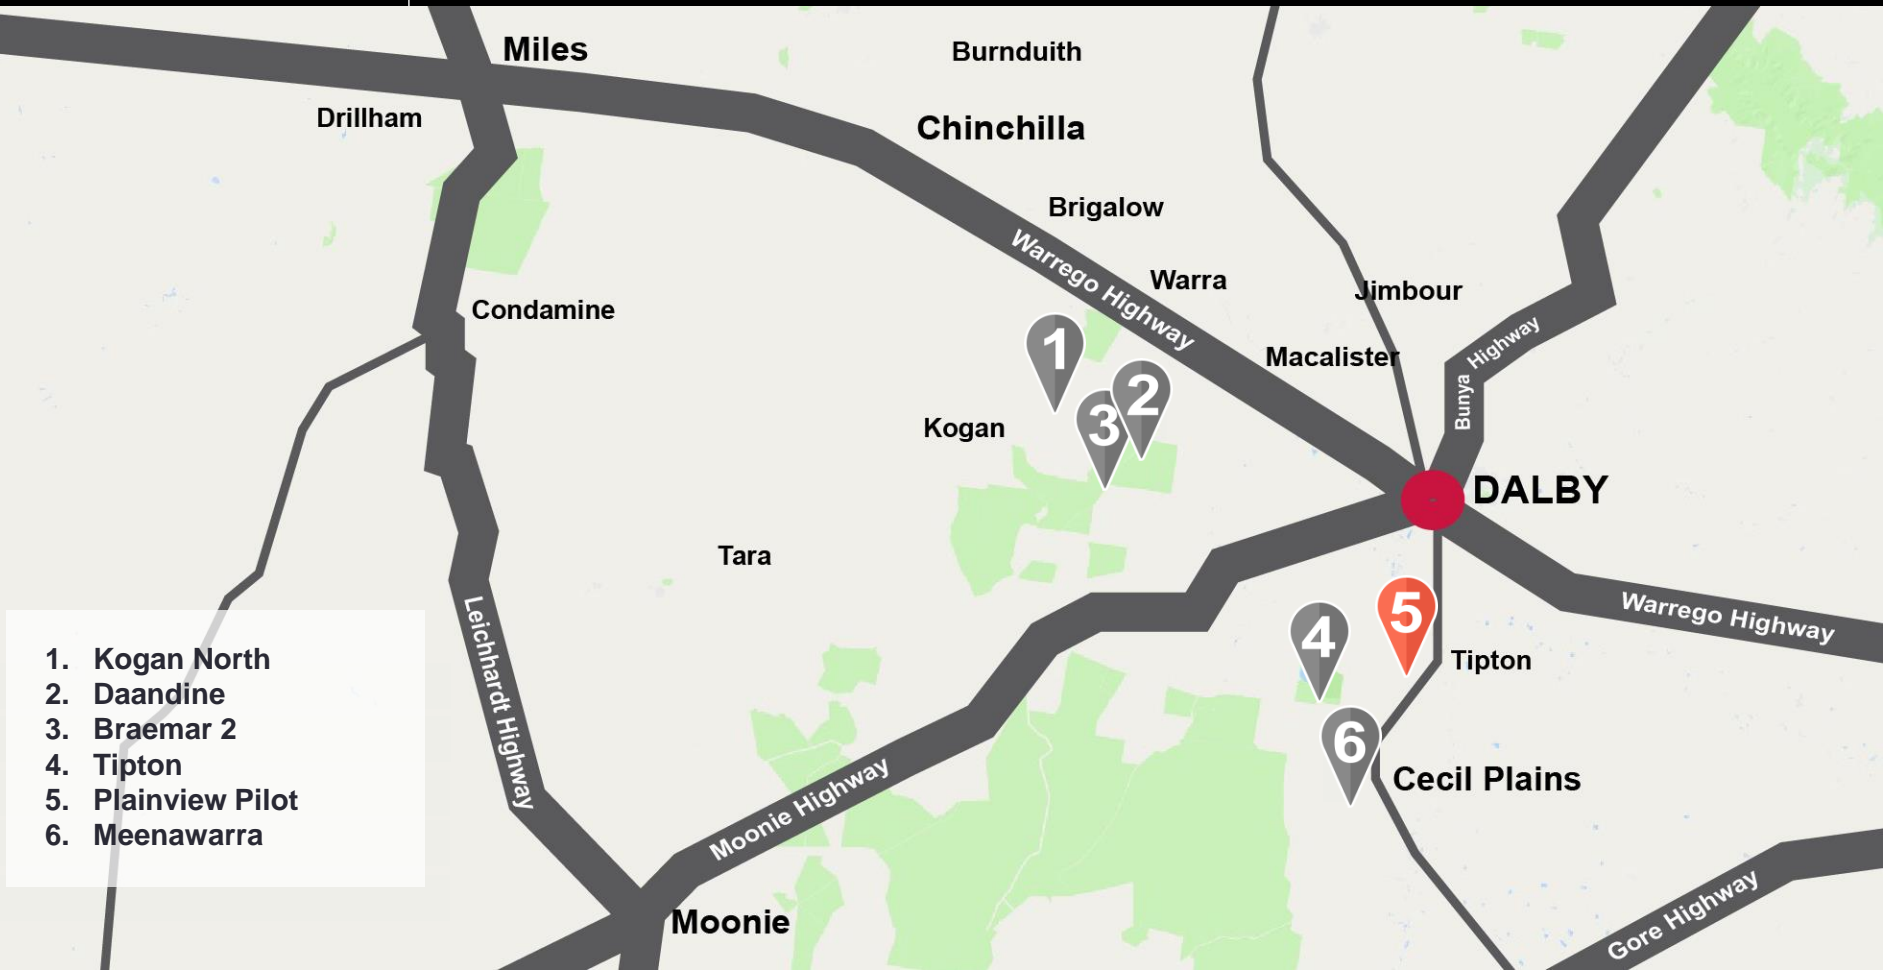 Miles
Burnduith
Drillham
Chinchilla
Brigalow
Warrego Highway
Warra
Jimbour
Condamine
Highway
1
Macalister
2
Bunya
3
Kogan
DALBY
Tara
5
Warrego Highway
4
Tipton
Leichhardt Highway
1. Kogan North
2. Daandine
3. Braemar 2
4. Tipton
5. Plainview Pilot
6. Meenawarra
6
Cecil Plains
Moonie Highway
Moonie
Gore Highway